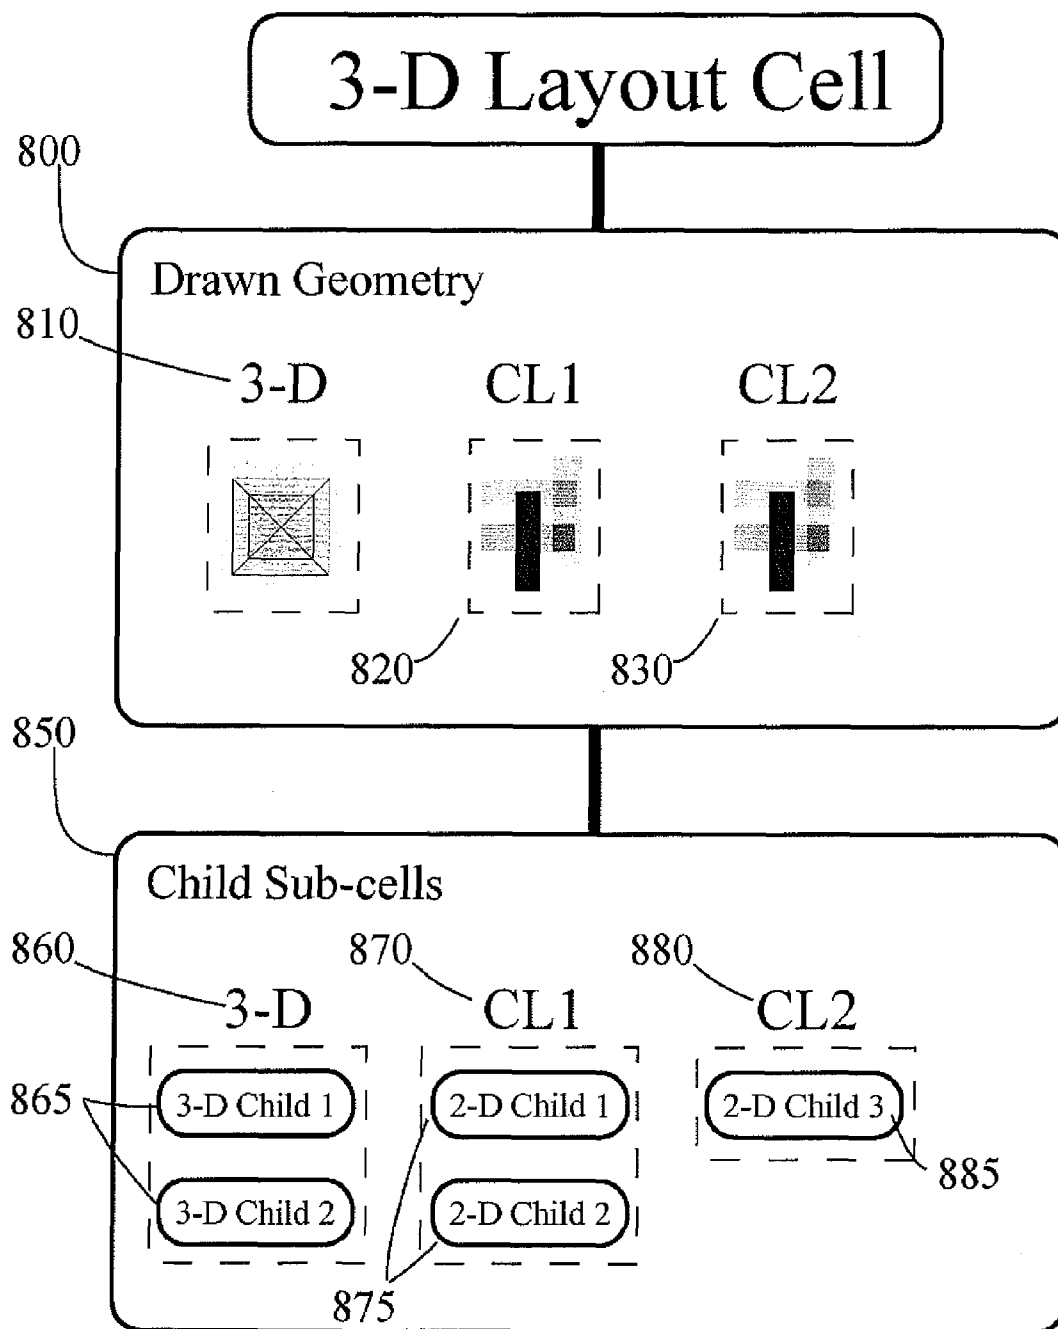 3-D Layout Cell
800
Drawn Geometry
810
3-D CL1 CL2
820 830
850
Child Sub-cells
860 870 880
3-D CL1 CL2
865 3-D Child 1 2-D Child 1 2-D Child 3
885
3-D Child 2 2-D Child 2
875